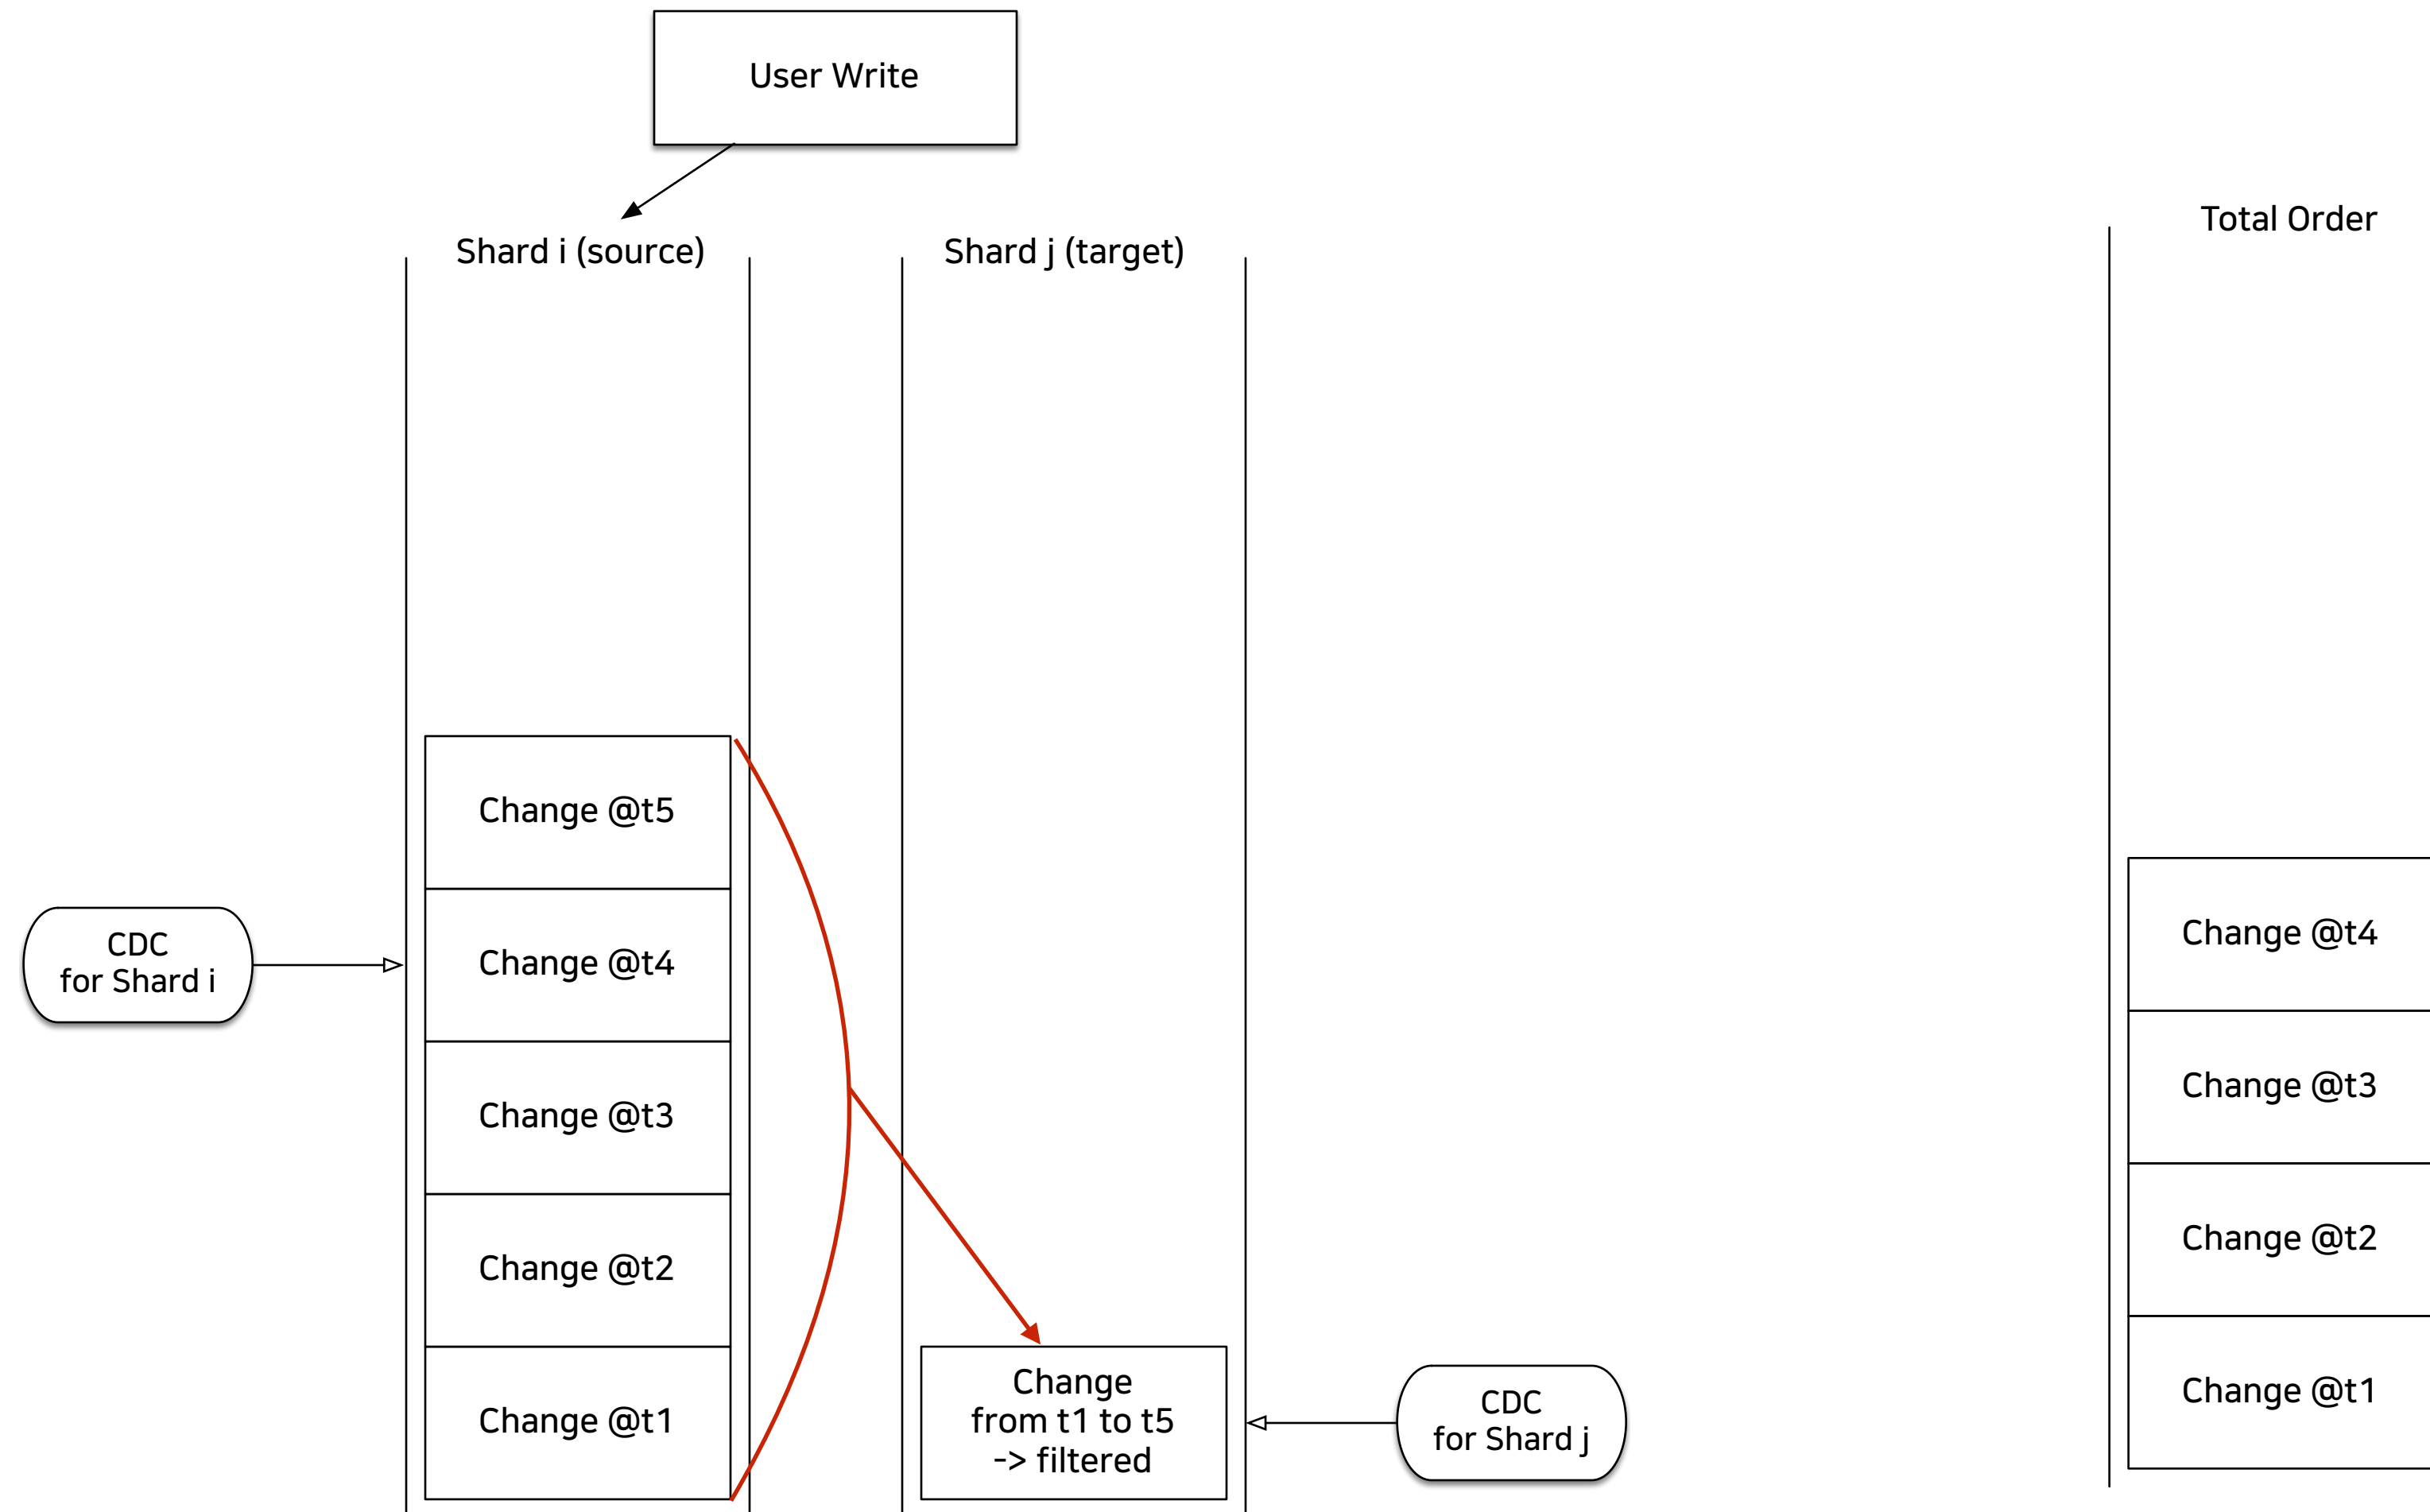 User Write
Shard i (source)
Shard j (target)
Total Order
Change @t5
Change @t4
Change @t3
Change @t2
Change @t1
CDC
for Shard i
Change
from t1 to t5
-> filtered
CDC
for Shard j
Change @t4
Change @t3
Change @t2
Change @t1